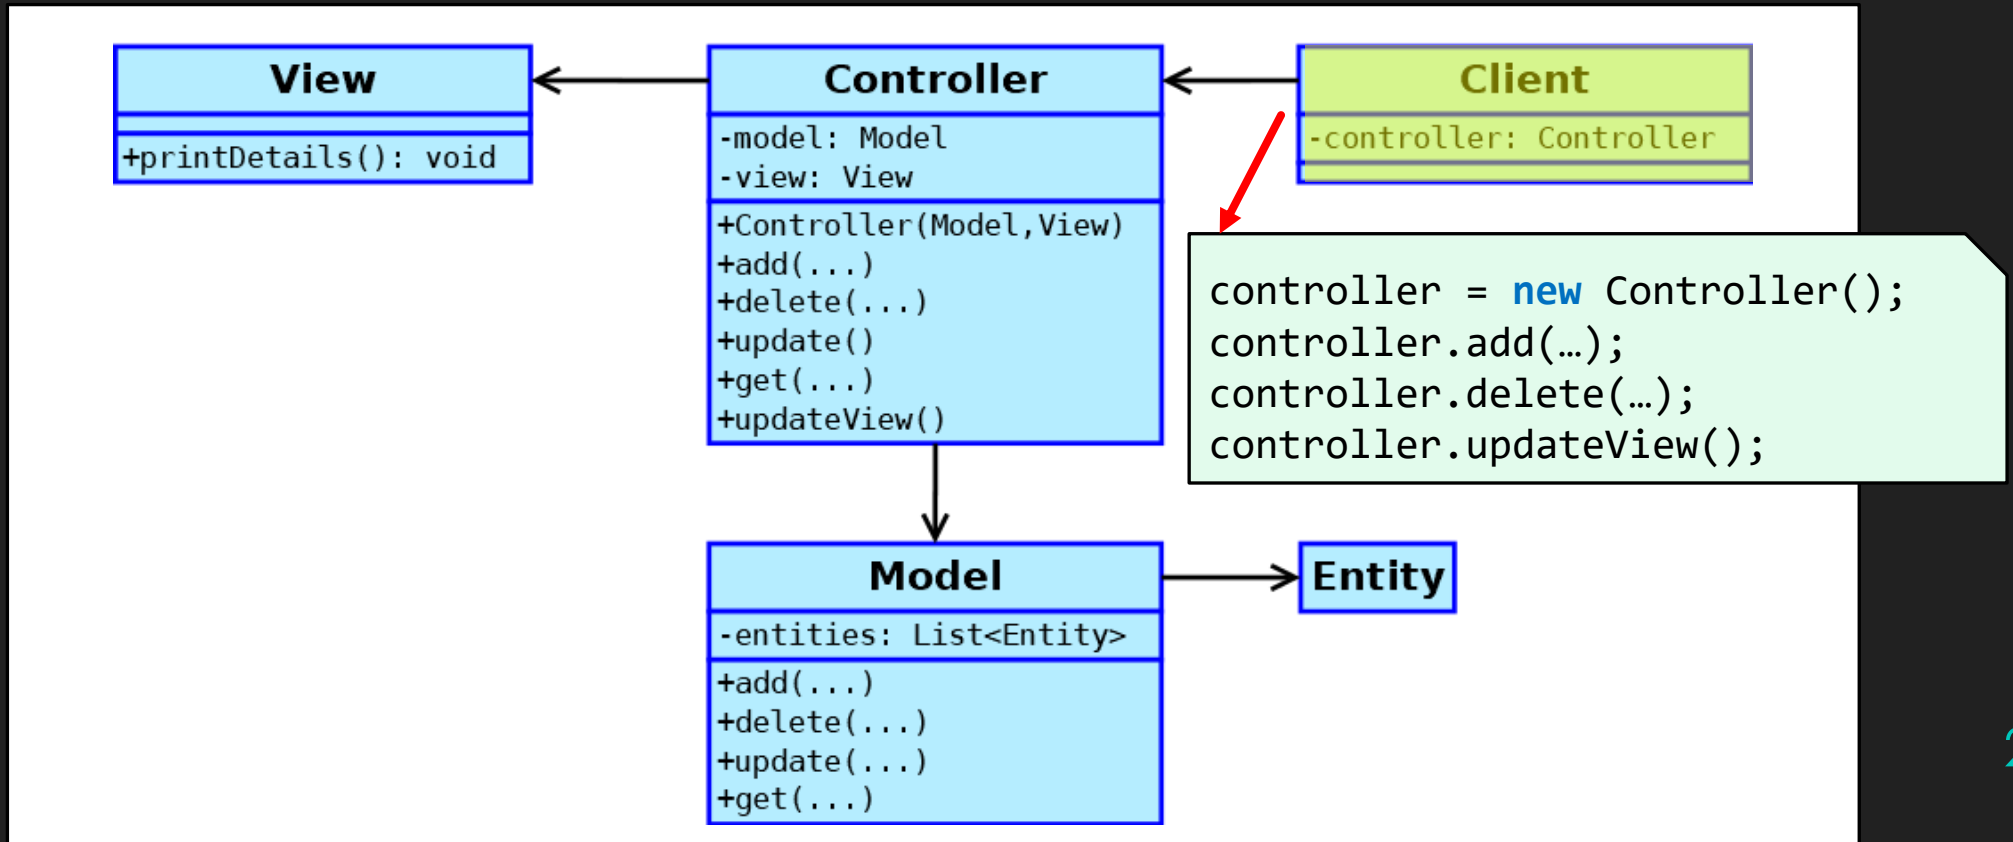 View
+printDetails(): void
Controller
-model: Model
-view: View
+Controller(Model,View)
+add(...)
+delete(...)
+update()
+get(...)
+updateView()
Client
-controller: Controller
controller = new Controller();
controller.add(…);
controller.delete(…);
controller.updateView();
Model
-entities: List<Entity>
+add(...)
+delete(...)
+update(...)
+get(...)
Entity